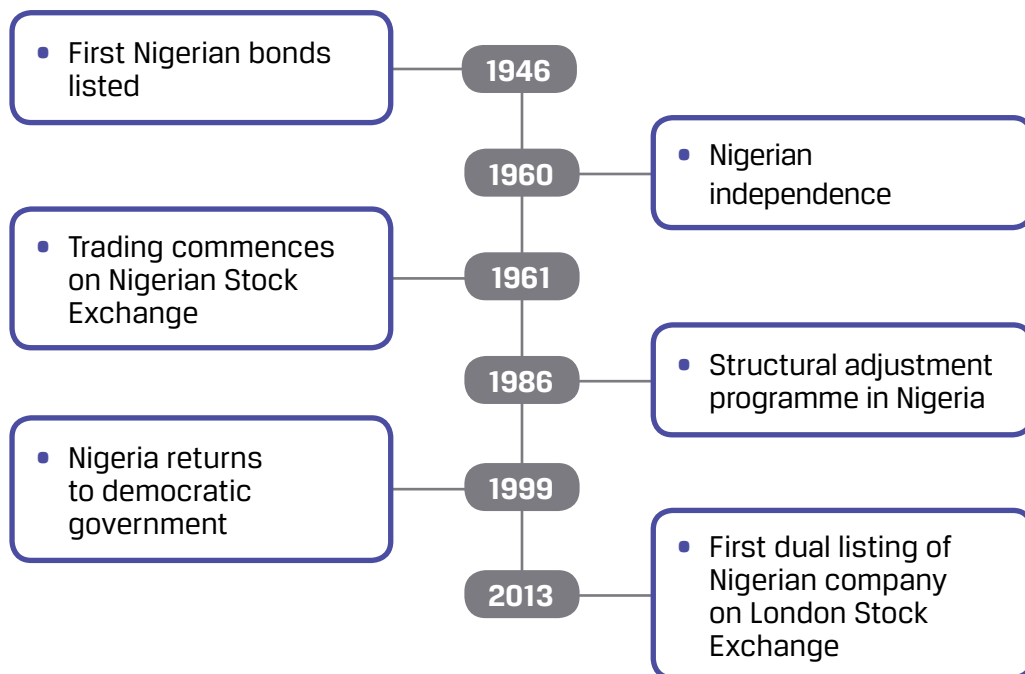 • First Nigerian bonds
listed
1946
1960
• Nigerian
independence
• Trading commences
on Nigerian Stock
Exchange
1961
1986
• Structural adjustment
programme in Nigeria
• Nigeria returns
to democratic
government
1999
2013
• First dual listing of
Nigerian company
on London Stock
Exchange